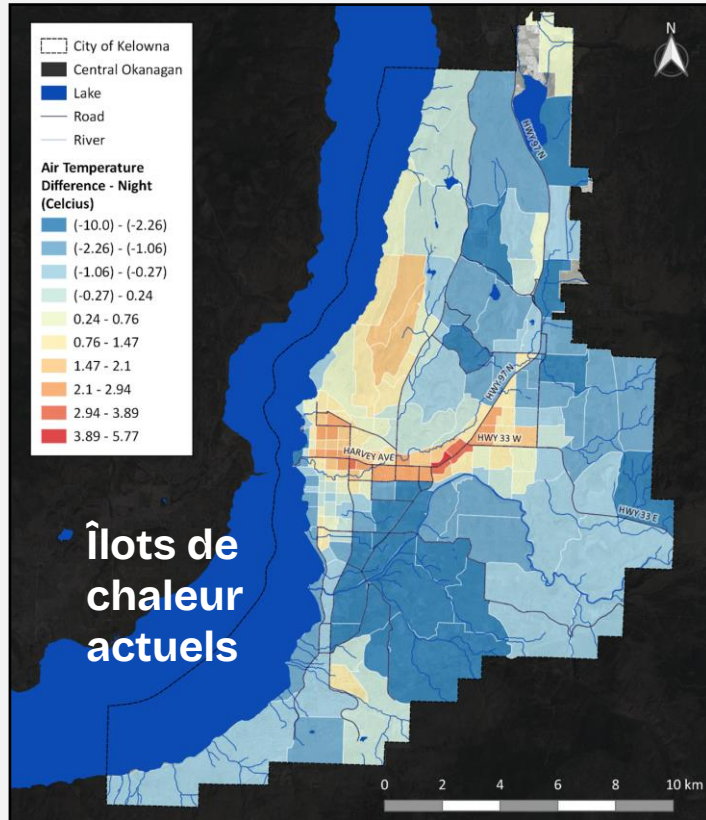 City of Kelowna
Central Okanagan
Lake
Road
River
Air Temperature
Difference - Night
(Celcius)
(-10.0) - (-2.26)
(-2.26) - (-1.06)
(-1.06) - (-0.27)
(-0.27) - 0.24
0.24 - 0.76
0.76 - 1.47
1.47 - 2.1
2.1 - 2.94
2.94 - 3.89
3.89 - 5.77
N
HWY 97 N
HWY 97 N
HARVEY AVE
HWY 33 W
HWY 33 E
Îlots de
chaleur
actuels
0 2 4 6 8 10 km